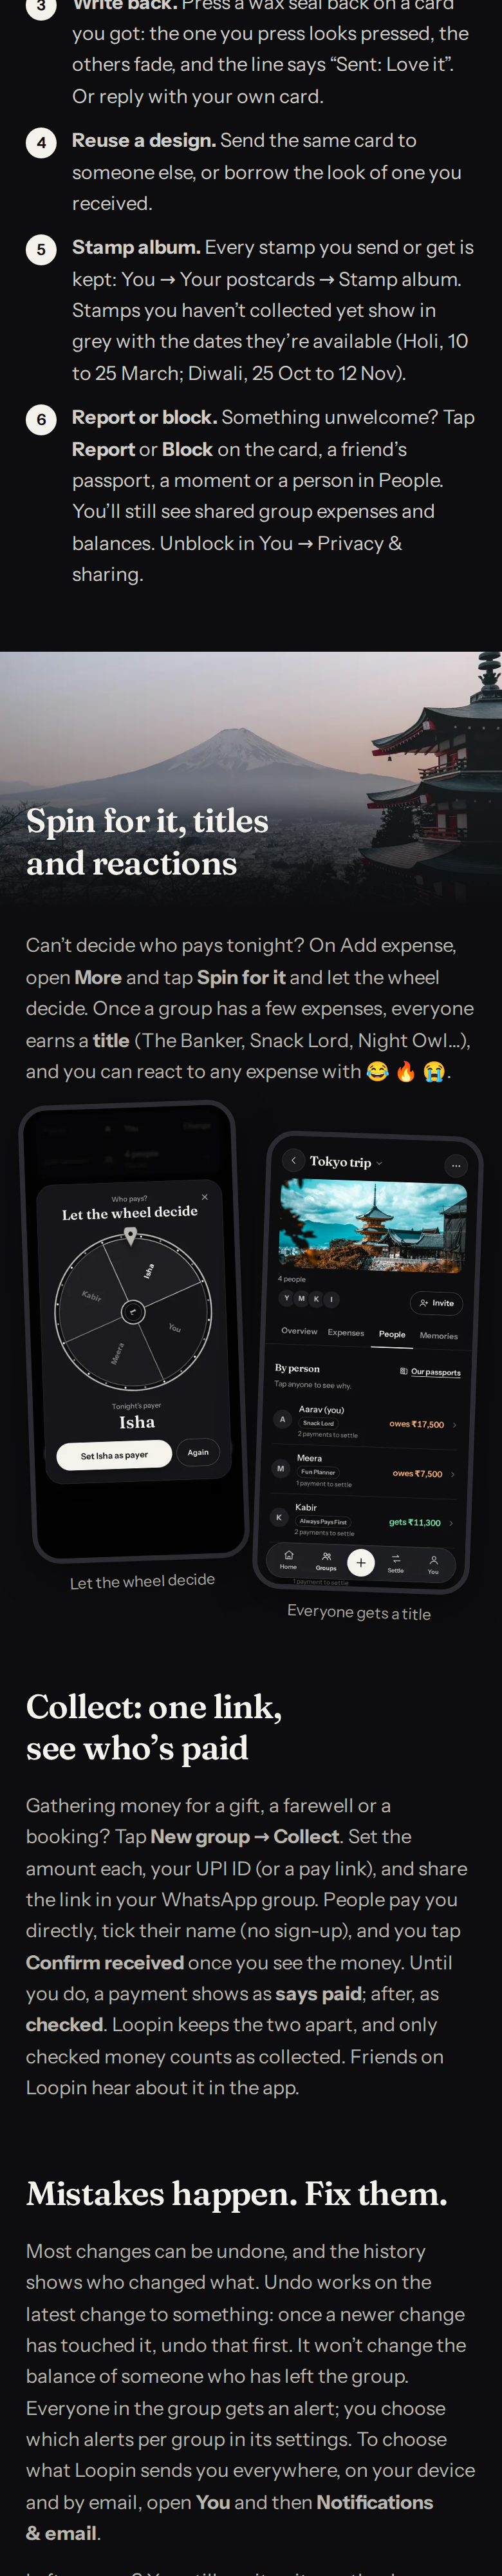 3 Write back. Press a wax seal back on a card
you got: the one you press looks pressed, the
others fade, and the line says “Sent: Love it”.
Or reply with your own card.
4 Reuse a design. Send the same card to
someone else, or borrow the look of one you
received.
5 Stamp album. Every stamp you send or get is
kept: You → Your postcards → Stamp album.
Stamps you haven’t collected yet show in
grey with the dates they’re available (Holi, 10
to 25 March; Diwali, 25 Oct to 12 Nov).
6 Report or block. Something unwelcome? Tap
Report or Block on the card, a friend’s
passport, a moment or a person in People.
You’ll still see shared group expenses and
balances. Unblock in You → Privacy &
sharing.
Spin for it, titles
and reactions
Can’t decide who pays tonight? On Add expense,
open More and tap Spin for it and let the wheel
decide. Once a group has a few expenses, everyone
earns a title (The Banker, Snack Lord, Night Owl…),
and you can react to any expense with 😂 🔥 😭.
Who pays?
Let the wheel decide
Isha
Kabir
You
Meera
Tonight’s payer
Isha
Set Isha as payer
Again
Let the wheel decide
Tokyo trip
4 people
Y M K I
Invite
Overview Expenses People Memories
By person
Our passports
Tap anyone to see why.
A Aarav (you)
Snack Lord
owes ₹17,500
2 payments to settle
M Meera
Fun Planner
owes ₹7,500
1 payment to settle
K Kabir
Always Pays First
gets ₹11,300
2 payments to settle
Home Groups + Settle You
1 payment to settle
Everyone gets a title
Collect: one link,
see who’s paid
Gathering money for a gift, a farewell or a
booking? Tap New group → Collect. Set the
amount each, your UPI ID (or a pay link), and share
the link in your WhatsApp group. People pay you
directly, tick their name (no sign-up), and you tap
Confirm received once you see the money. Until
you do, a payment shows as says paid; after, as
checked. Loopin keeps the two apart, and only
checked money counts as collected. Friends on
Loopin hear about it in the app.
Mistakes happen. Fix them.
Most changes can be undone, and the history
shows who changed what. Undo works on the
latest change to something: once a newer change
has touched it, undo that first. It won’t change the
balance of someone who has left the group.
Everyone in the group gets an alert; you choose
which alerts per group in its settings. To choose
what Loopin sends you everywhere, on your device
and by email, open You and then Notifications
& email.